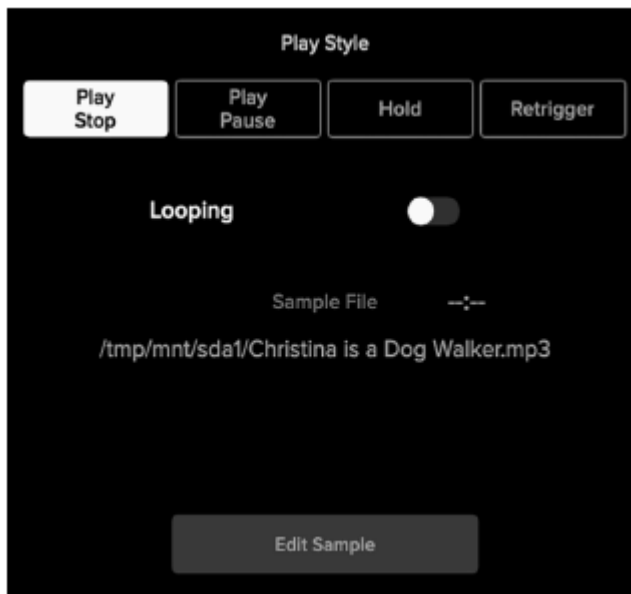 Play Style
Play Stop
Play Pause
Hold
Retrigger
Looping
Sample File --:--
/tmp/mnt/sda1/Christina is a Dog Walker.mp3
Edit Sample